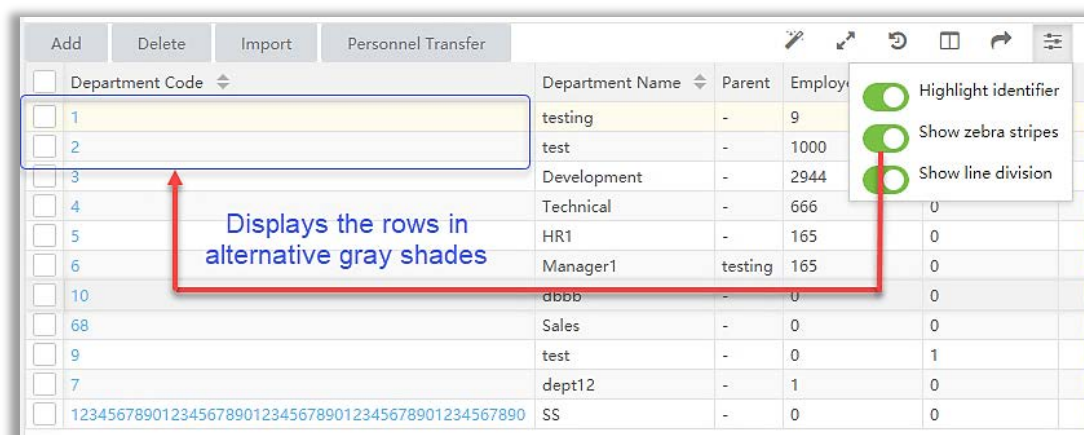 Add Delete Import Personnel Transfer
Department Code Department Name Parent Employe
Highlight identifier
1 testing - 9
Show zebra stripes
2 test - 1000
3 Development - 2944
Show line division
4 Technical - 666 0
5 HR1 - 165 0
6 Manager1 testing 165 0
Displays the rows in
alternative gray shades
10 dbbb - 0 0
68 Sales - 0 0
9 test - 0 1
7 dept12 - 1 0
12345678901234567890123456789012345678901234567890 SS - 0 0